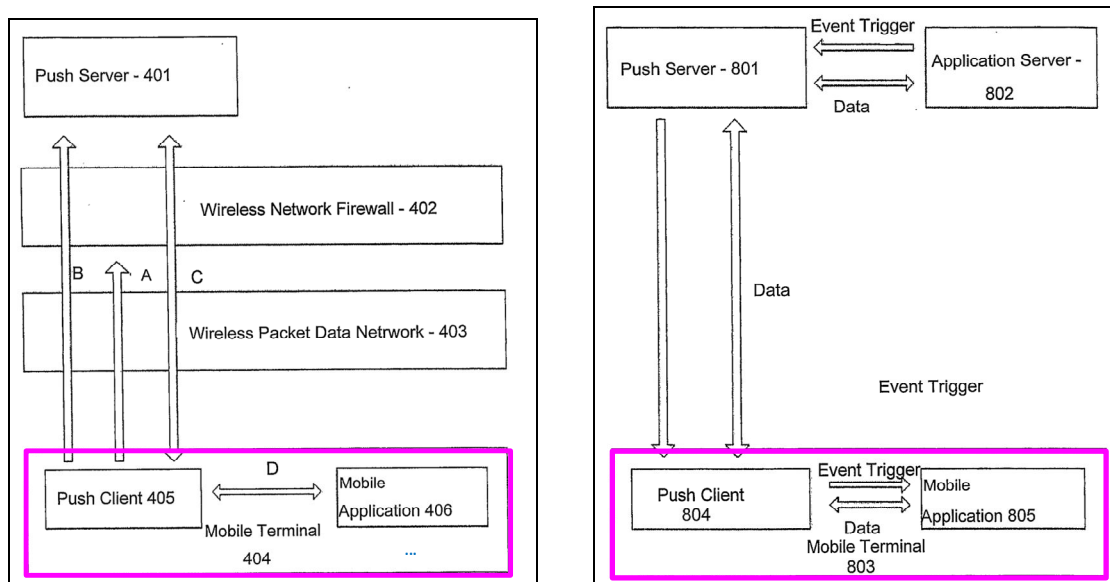 Push Server - 401
Wireless Network Firewall - 402
B
A
C
Wireless Packet Data Netrwork - 403
D
Push Client 405
Mobile
Application 406
Mobile Terminal
404
...
Event Trigger
Push Server - 801
Application Server -
802
Data
Data
Event Trigger
Event Trigger
Push Client
804
Mobile
Application 805
Data
Mobile Terminal
803